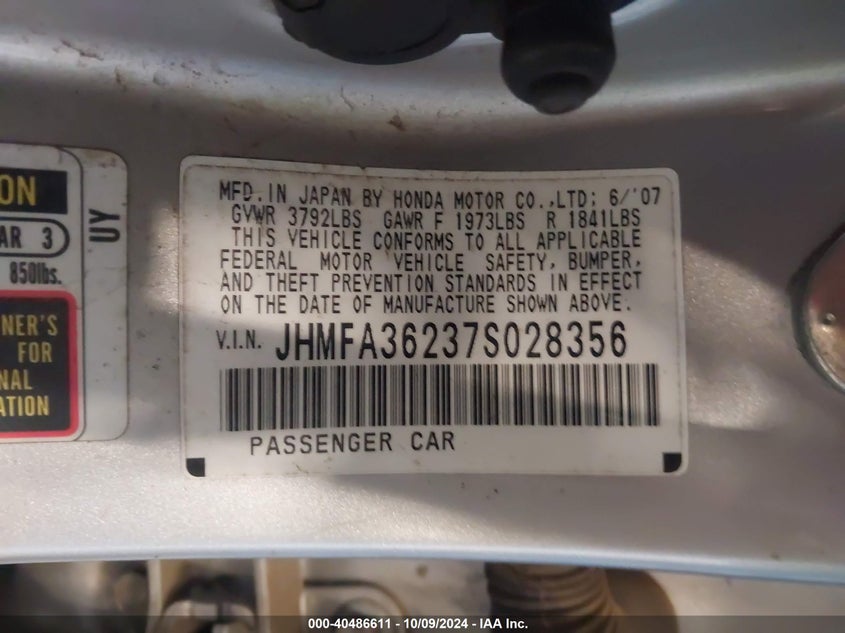 ON
AR 3
850lbs.
NER'S
FOR
NAL
ATION
UY
MFD. IN JAPAN BY HONDA MOTOR CO.,LTD; 6/'07
GVWR 3792LBS GAWR F 1973LBS R 1841LBS
THIS VEHICLE CONFORMS TO ALL APPLICABLE
FEDERAL MOTOR VEHICLE SAFETY, BUMPER,
AND THEFT PREVENTION STANDARDS IN EFFECT
ON THE DATE OF MANUFACTURE SHOWN ABOVE.
V.I.N. JHMFA36237S028356
PASSENGER CAR
000-40486611 - 10/09/2024 - IAA Inc.